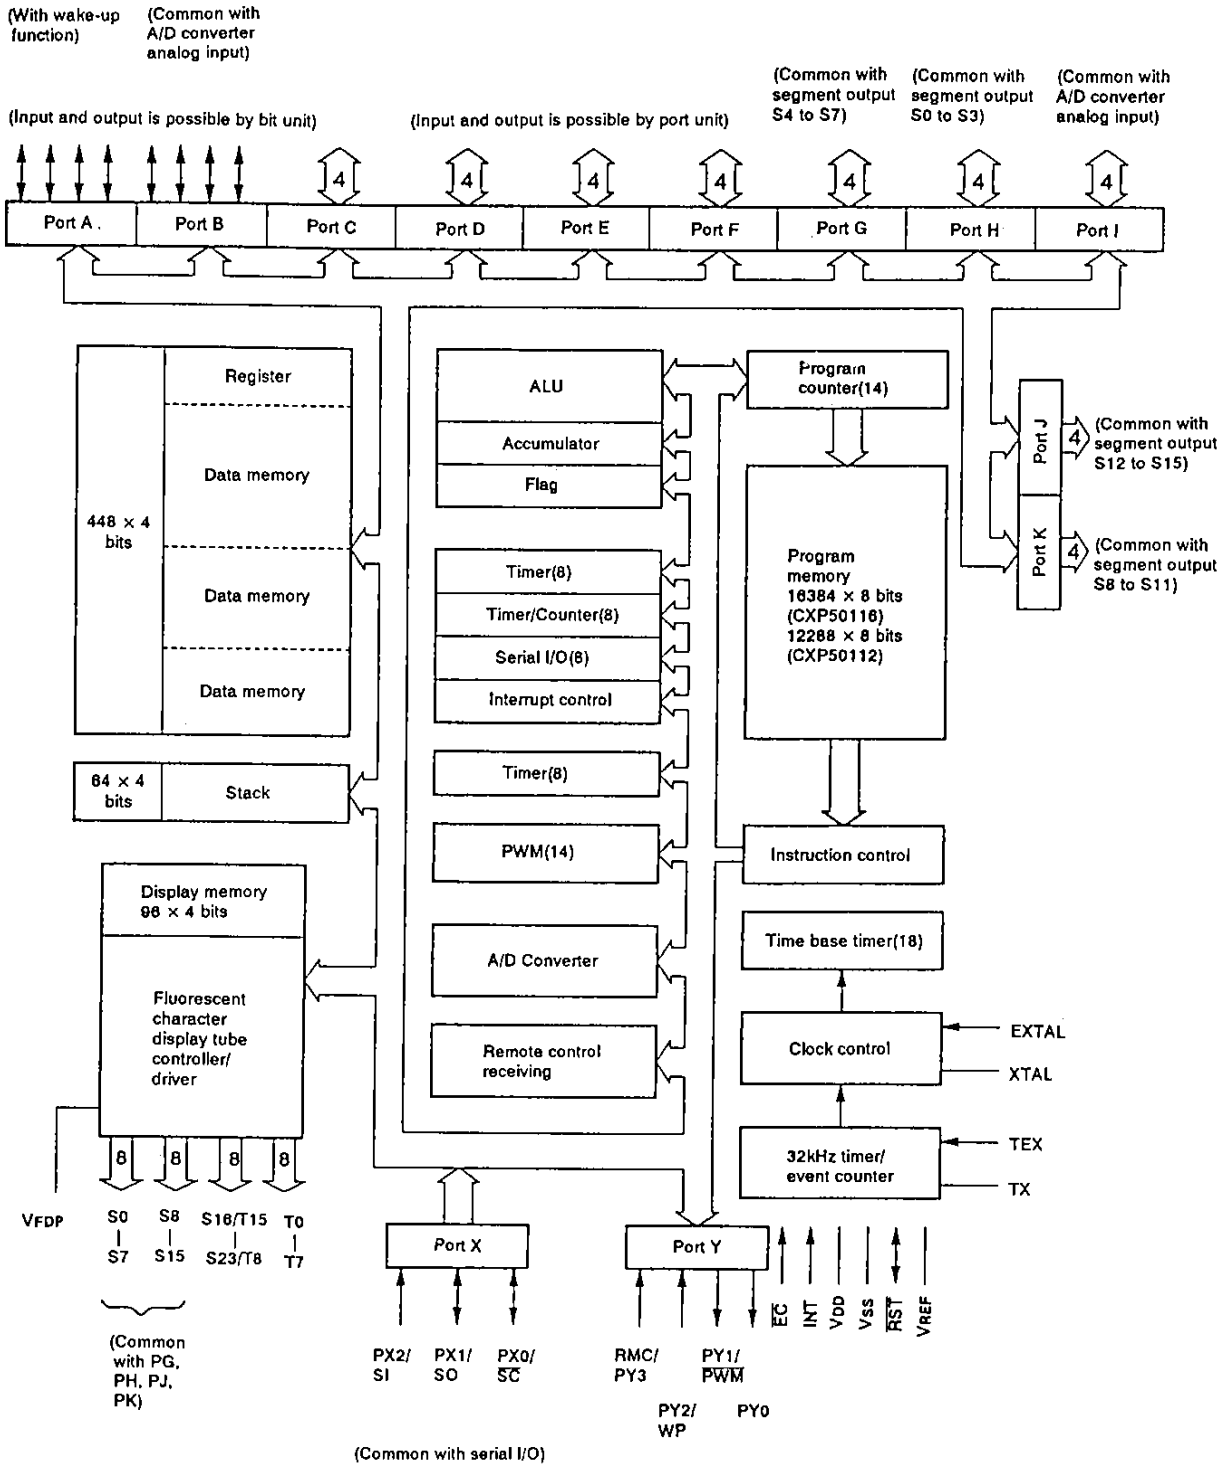 (With wake-up
function)
(Common with
A/D converter
analog input)
(Common with
segment output
S4 to S7)
(Common with
segment output
S0 to S3)
(Common with
A/D converter
analog input)
(Input and output is possible by bit unit)
(Input and output is possible by port unit)
4
4
4
4
4
4
4
Port A
Port B
Port C
Port D
Port E
Port F
Port G
Port H
Port I
448 × 4
bits
Register
Data memory
Data memory
Data memory
64 × 4
bits
Stack
Display memory
96 × 4 bits
Fluorescent
character
display tube
controller/
driver
ALU
Accumulator
Flag
Timer(8)
Timer/Counter(8)
Serial I/O(8)
Interrupt control
Timer(8)
PWM(14)
A/D Converter
Remote control
receiving
Program
counter(14)
Program
memory
16384 × 8 bits
(CXP50116)
12288 × 8 bits
(CXP50112)
Instruction control
Time base timer(18)
Clock control
32kHz timer/
event counter
Port J
4
(Common with
segment output
S12 to S15)
Port K
4
(Common with
segment output
S8 to S11)
EXTAL
XTAL
TEX
TX
8
8
8
8
VFDP
S0
S7
S8
S15
S16/T15
S23/T8
T0
T7
(Common
with PG,
PH, PJ,
PK)
Port X
PX2/
SI
PX1/
SO
PX0/
SC
(Common with serial I/O)
Port Y
RMC/
PY3
PY2/
WP
PY1/
PWM
PY0
EC
INT
VDD
VSS
RST
VREF